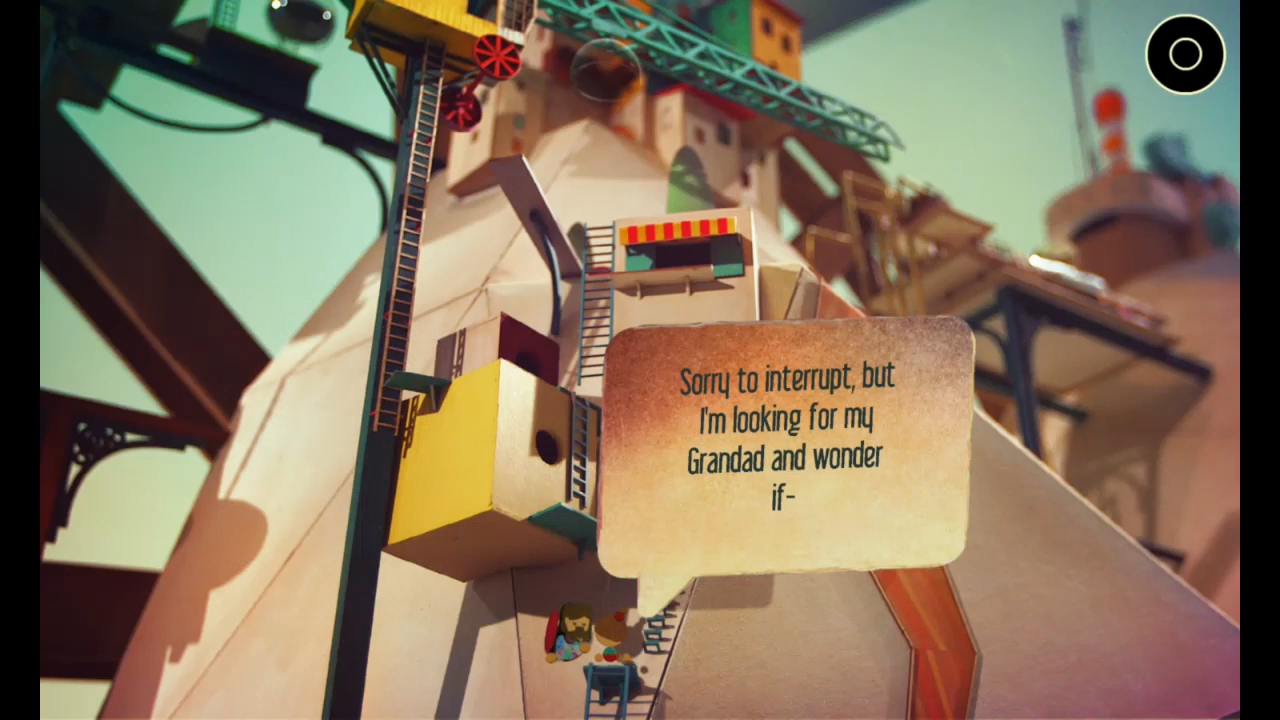 Sorry to interrupt, but
I'm looking for my
Grandad and wonder
if-